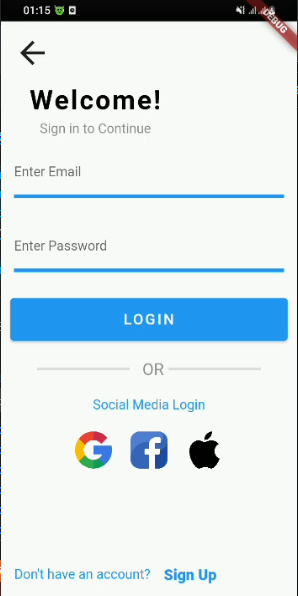 01:15
DEBUG
Welcome!
Sign in to Continue
Enter Email
Enter Password
LOGIN
OR
Social Media Login
Don't have an account? Sign Up